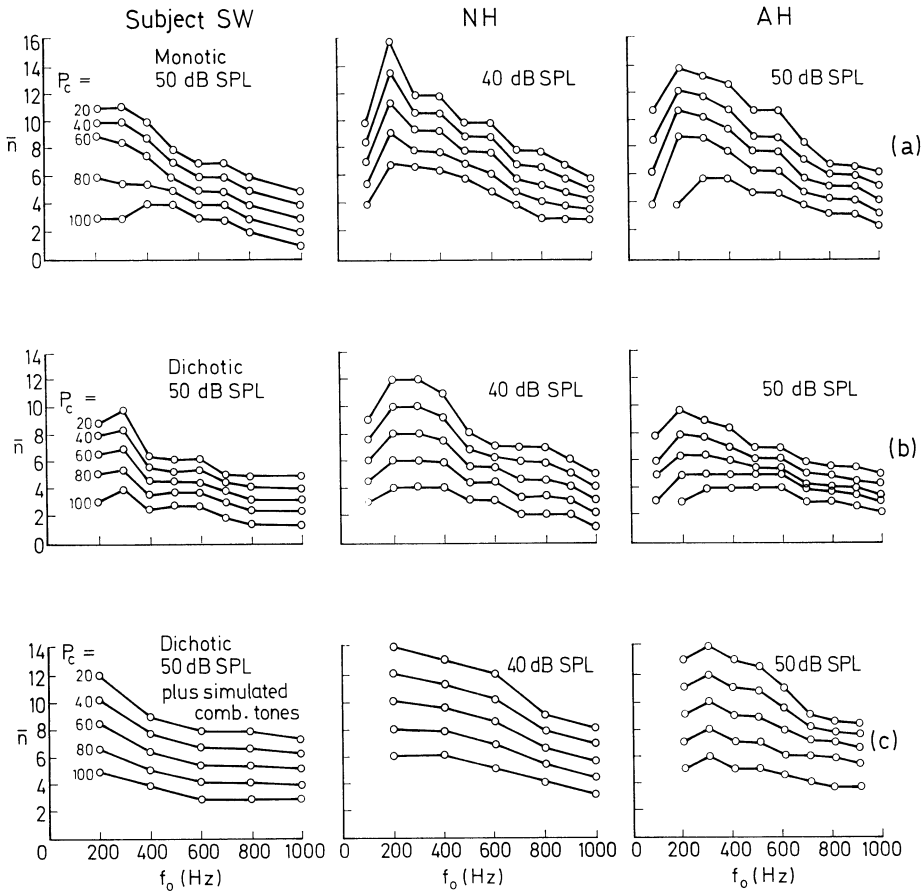 Subject SW NH AH
16
14
12
10
8
6
4
2
0
n̄
P_c =
20
40
60
80
100
Monotic
50 dB SPL
40 dB SPL
50 dB SPL
(a)
14
12
10
8
6
4
2
0
n̄
P_c =
20
40
60
80
100
Dichotic
50 dB SPL
40 dB SPL
50 dB SPL
(b)
14
12
10
8
6
4
2
n̄
P_c =
20
40
60
80
100
Dichotic
50 dB SPL
plus simulated
comb. tones
40 dB SPL
50 dB SPL
(c)
0 200 400 600 800 1000 0 200 400 600 800 1000 0 200 400 600 800 1000
f_o (Hz) f_o (Hz) f_o (Hz)